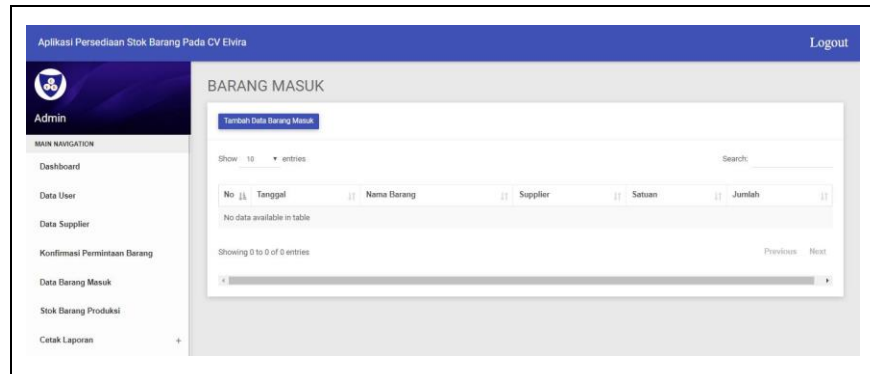 Aplikasi Persediaan Stok Barang Pada CV Elvira
Logout
Admin
MAIN NAVIGATION
Dashboard
Data User
Data Supplier
Konfirmasi Permintaan Barang
Data Barang Masuk
Stok Barang Produksi
Cetak Laporan +
BARANG MASUK
Tambah Data Barang Masuk
Show 10 entries
Search:
No Tanggal Nama Barang Supplier Satuan Jumlah
No data available in table
Showing 0 to 0 of 0 entries
Previous Next